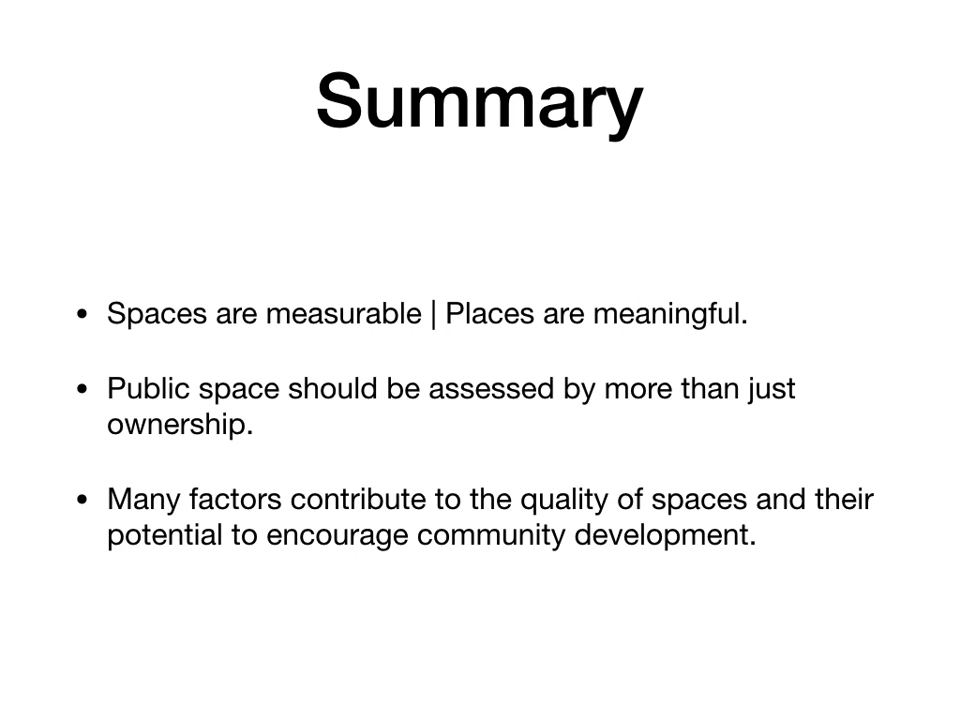 Summary
• Spaces are measurable | Places are meaningful.
• Public space should be assessed by more than just
ownership.
• Many factors contribute to the quality of spaces and their
potential to encourage community development.